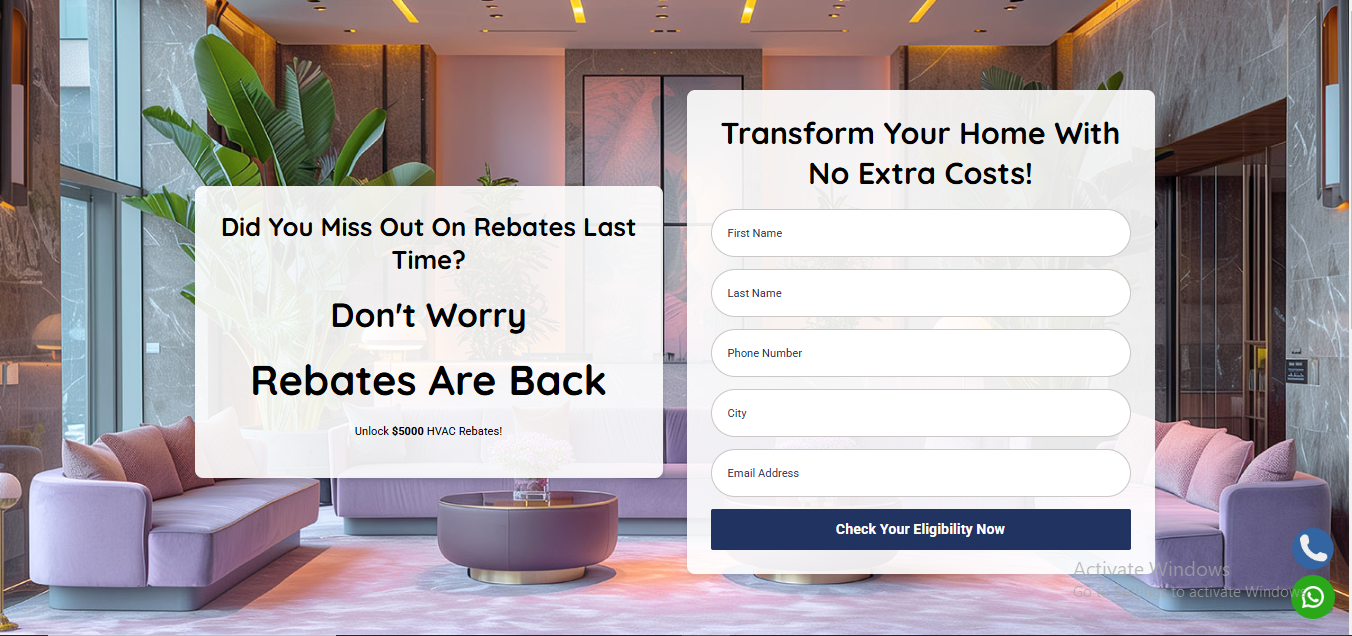 Did You Miss Out On Rebates Last
Time?
Don't Worry
Rebates Are Back
Unlock $5000 HVAC Rebates!
Transform Your Home With
No Extra Costs!
First Name
Last Name
Phone Number
City
Email Address
Check Your Eligibility Now
Activate Windows
to activate Windows